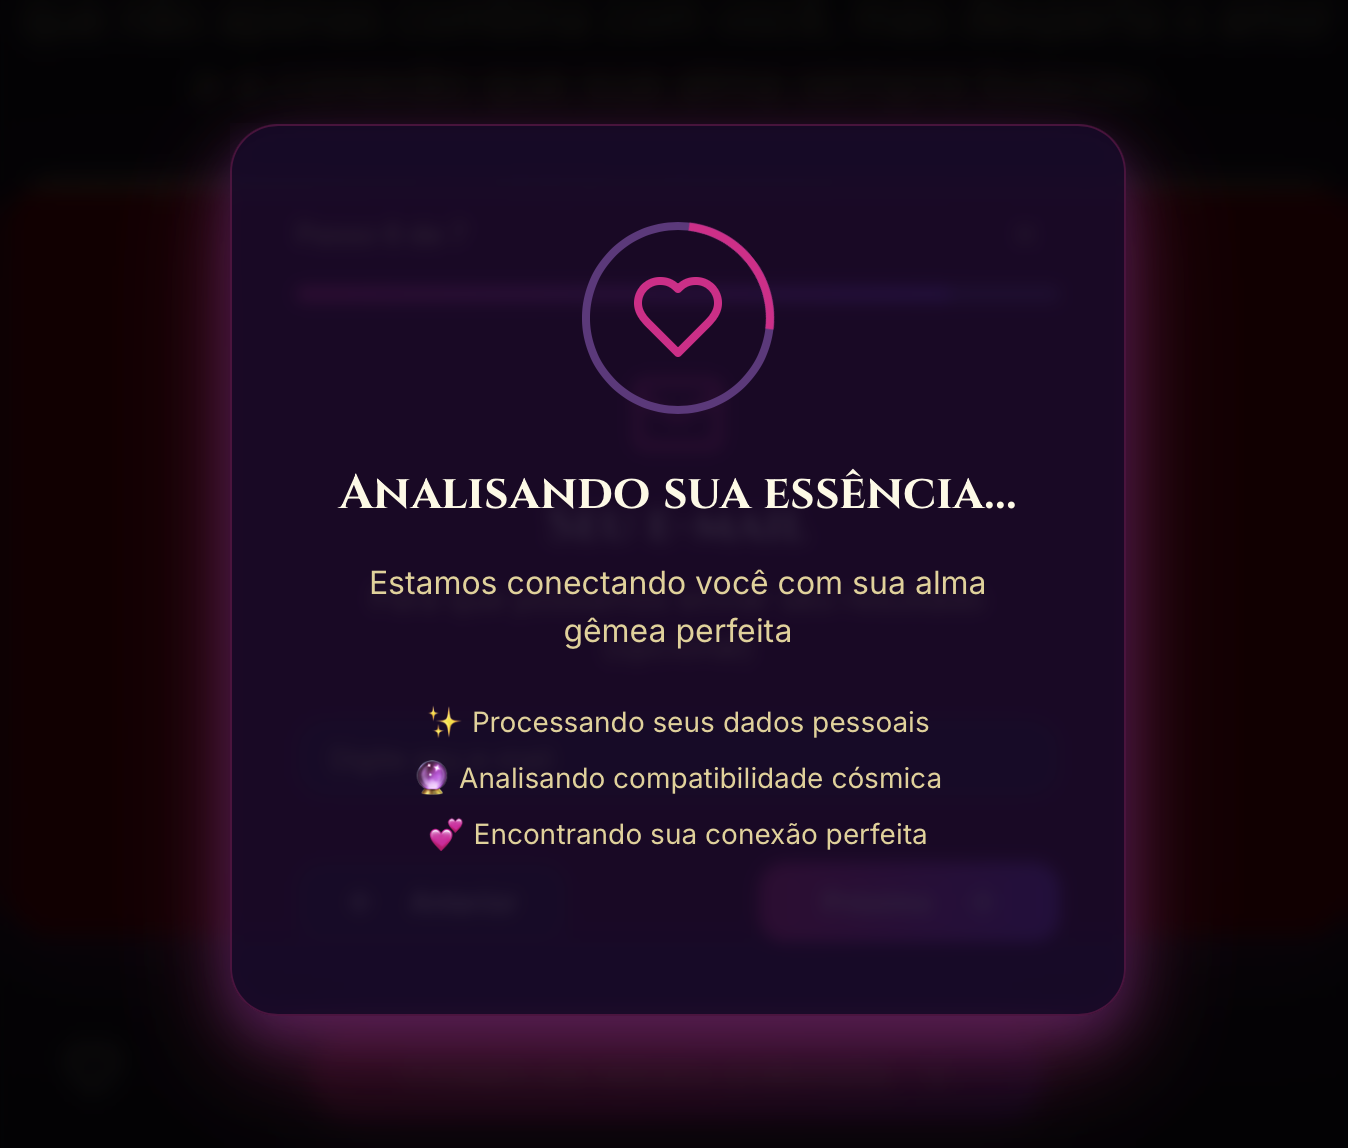 Analisando sua essência...
Estamos conectando você com sua alma
gêmea perfeita
✨ Processando seus dados pessoais
🔮 Analisando compatibilidade cósmica
💕 Encontrando sua conexão perfeita